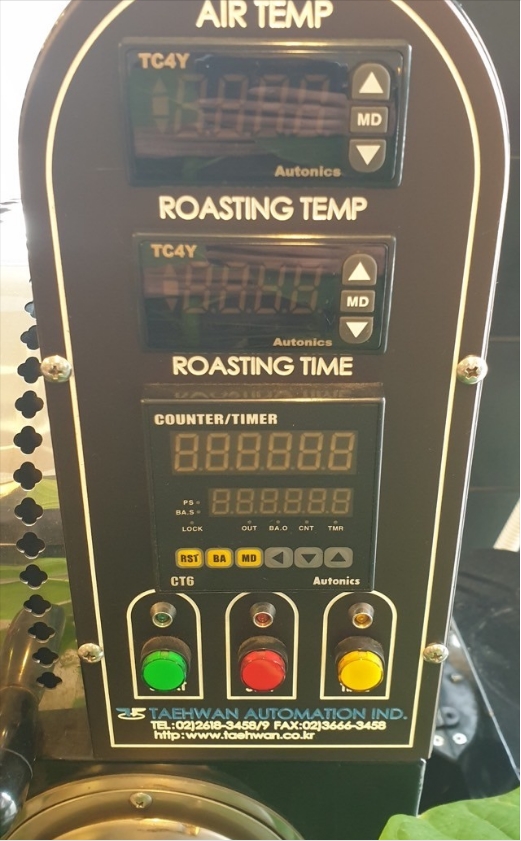 AIR TEMP
TC4Y
MD
Autonics
ROASTING TEMP
TC4Y
MD
Autonics
ROASTING TIME
COUNTER/TIMER
PS
BA.S
LOCK OUT BA.O CNT TMR
RST BA MD
CT6 Autonics
TAEHWAN AUTOMATION IND.
TEL:02)2618-3458/9 FAX:02)3666-3458
http:www.taehwan.co.kr